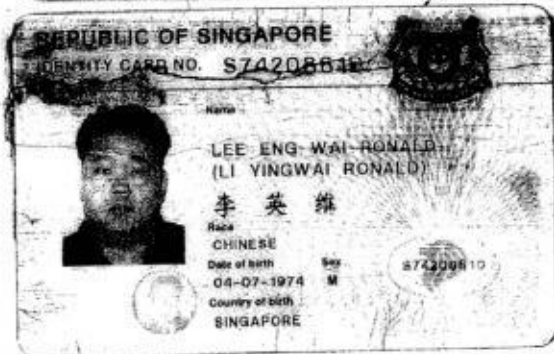 REPUBLIC OF SINGAPORE
IDENTITY CARD NO.
Name
LEE ENG WAI RONALD
(LI YINGWAI RONALD)
李 英 维
Race
CHINESE
Date of birth Sex
04-07-1974 M
Country of birth
SINGAPORE